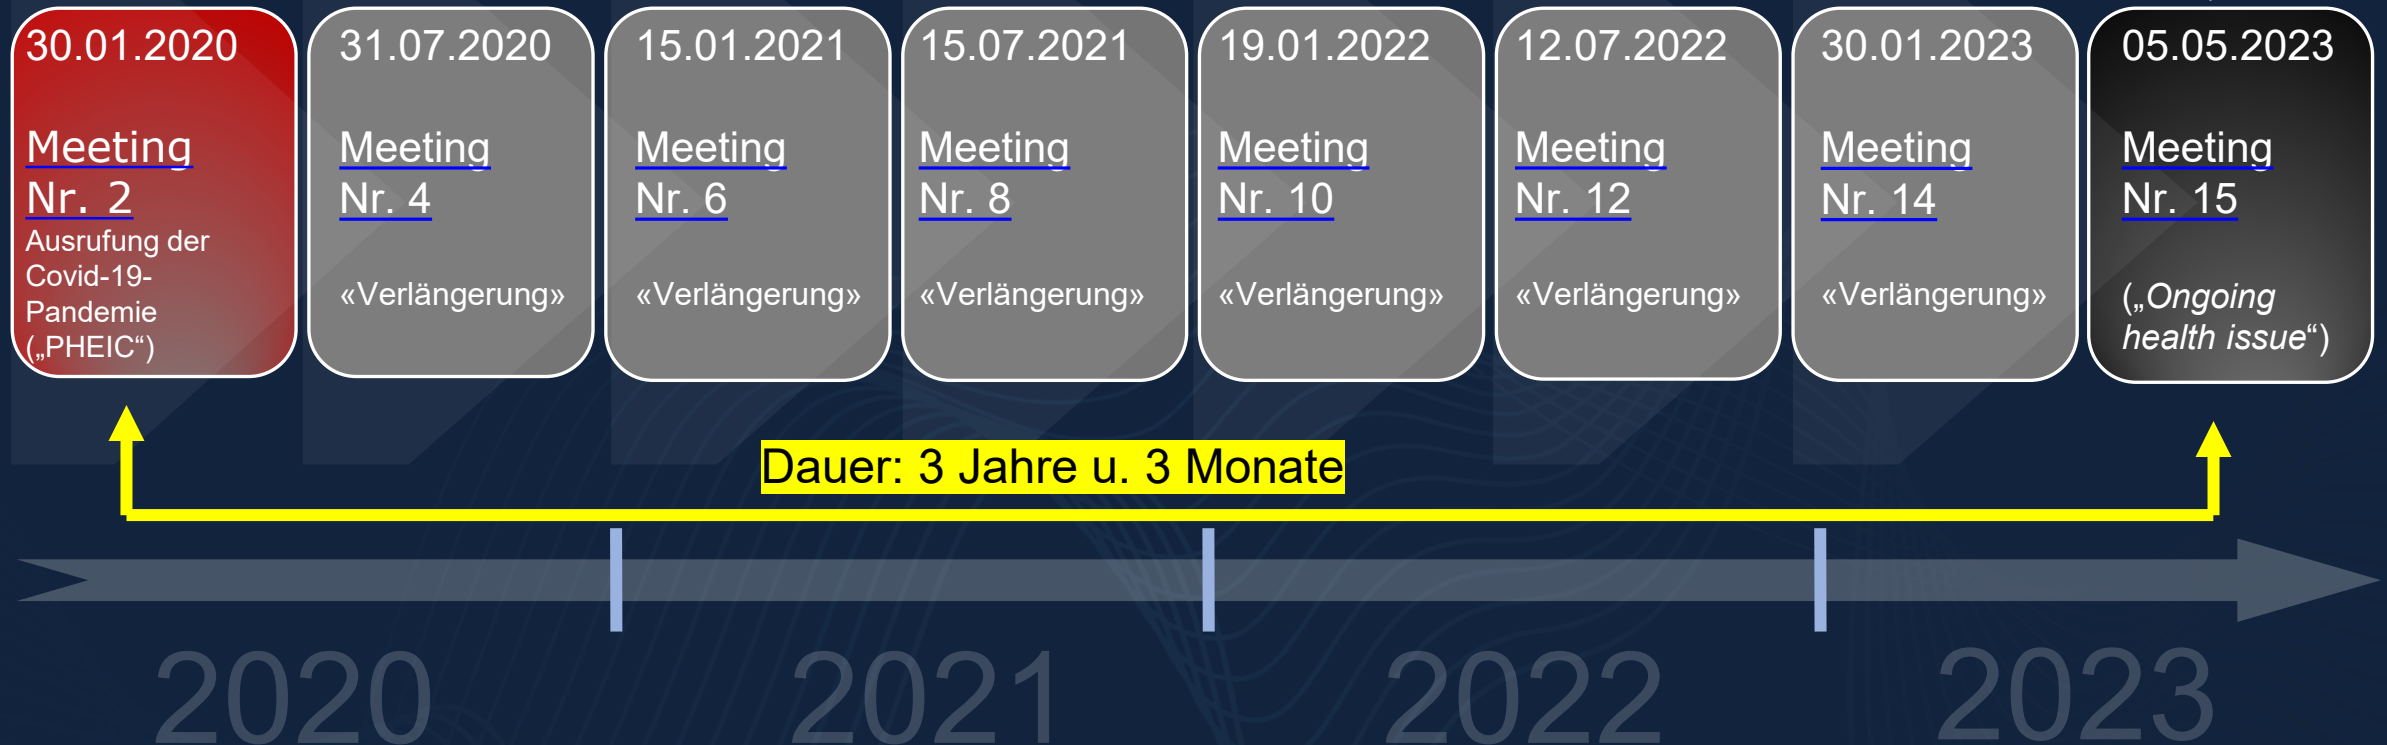 30.01.2020
Meeting
Nr. 2
Ausrufung der
Covid-19-
Pandemie
(„PHEIC“)
31.07.2020
Meeting
Nr. 4
«Verlängerung»
15.01.2021
Meeting
Nr. 6
«Verlängerung»
15.07.2021
Meeting
Nr. 8
«Verlängerung»
19.01.2022
Meeting
Nr. 10
«Verlängerung»
12.07.2022
Meeting
Nr. 12
«Verlängerung»
30.01.2023
Meeting
Nr. 14
«Verlängerung»
05.05.2023
Meeting
Nr. 15
(„Ongoing
health issue“)
Dauer: 3 Jahre u. 3 Monate
2020
2021
2022
2023